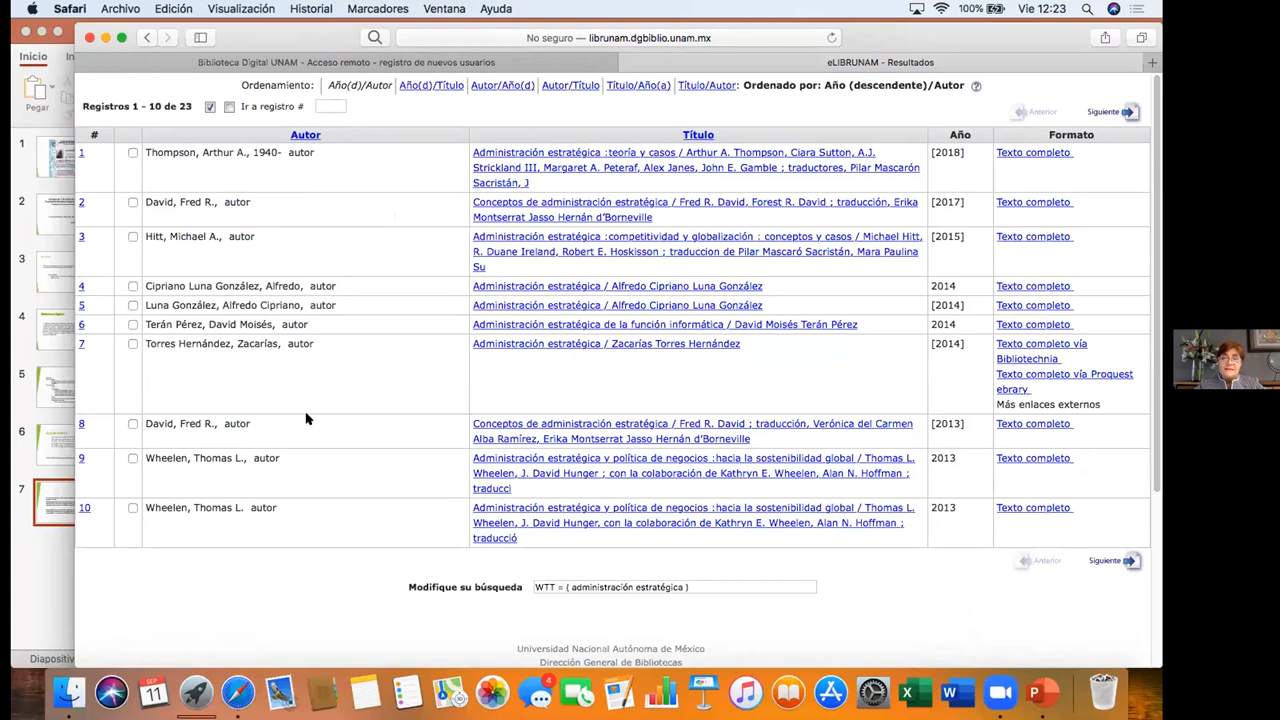 Safari Archivo Edición Visualización Historial Marcadores Ventana Ayuda 100% Vie 12:23
Inicio In
No seguro — librunam.dgbiblio.unam.mx
Biblioteca Digital UNAM - Acceso remoto - registro de nuevos usuarios eLIBRUNAM - Resultados
Pegar
Ordenamiento: Año(d)/Autor Año(d)/Título Autor/Año(d) Autor/Título Título/Año(a) Título/Autor: Ordenado por: Año (descendente)/Autor
Registros 1 - 10 de 23 Ir a registro # Anterior Siguiente
# Autor Título Año Formato
1 Thompson, Arthur A., 1940- autor Administración estratégica :teoría y casos / Arthur A. Thompson, Ciara Sutton, A.J. [2018] Texto completo
Strickland III, Margaret A. Peteraf, Alex Janes, John E. Gamble ; traductores, Pilar Mascarón
Sacristán, J
2 David, Fred R., autor Conceptos de administración estratégica / Fred R. David, Forest R. David ; traducción, Erika [2017] Texto completo
Montserrat Jasso Hernán d'Borneville
3 Hitt, Michael A., autor Administración estratégica :competitividad y globalización : conceptos y casos / Michael Hitt, [2015] Texto completo
R. Duane Ireland, Robert E. Hoskisson ; traduccion de Pilar Mascaró Sacristán, Mara Paulina
Su
4 Cipriano Luna González, Alfredo, autor Administración estratégica / Alfredo Cipriano Luna González 2014 Texto completo
5 Luna González, Alfredo Cipriano, autor Administración estratégica / Alfredo Cipriano Luna González [2014] Texto completo
6 Terán Pérez, David Moisés, autor Administración estratégica de la función informática / David Moisés Terán Pérez 2014 Texto completo
7 Torres Hernández, Zacarías, autor Administración estratégica / Zacarías Torres Hernández [2014] Texto completo vía
Bibliotechnia
Texto completo vía Proquest
ebrary
Más enlaces externos
8 David, Fred R., autor Conceptos de administración estratégica / Fred R. David ; traducción, Verónica del Carmen [2013] Texto completo
Alba Ramírez, Erika Montserrat Jasso Hernán d'Borneville
9 Wheelen, Thomas L., autor Administración estratégica y política de negocios :hacia la sostenibilidad global / Thomas L. 2013 Texto completo
Wheelen, J. David Hunger ; con la colaboración de Kathryn E. Wheelen, Alan N. Hoffman ;
traducci
10 Wheelen, Thomas L. autor Administración estratégica y política de negocios :hacia la sostenibilidad global / Thomas L. 2013 Texto completo
Wheelen, J. David Hunger, con la colaboración de Kathryn E. Wheelen, Alan N. Hoffman ;
traducció
Anterior Siguiente
Modifique su búsqueda WTT = ( administración estratégica )
Universidad Nacional Autónoma de México
Dirección General de Bibliotecas
1
2
3
4
5
6
7
Diapositiv
SEP
11
4